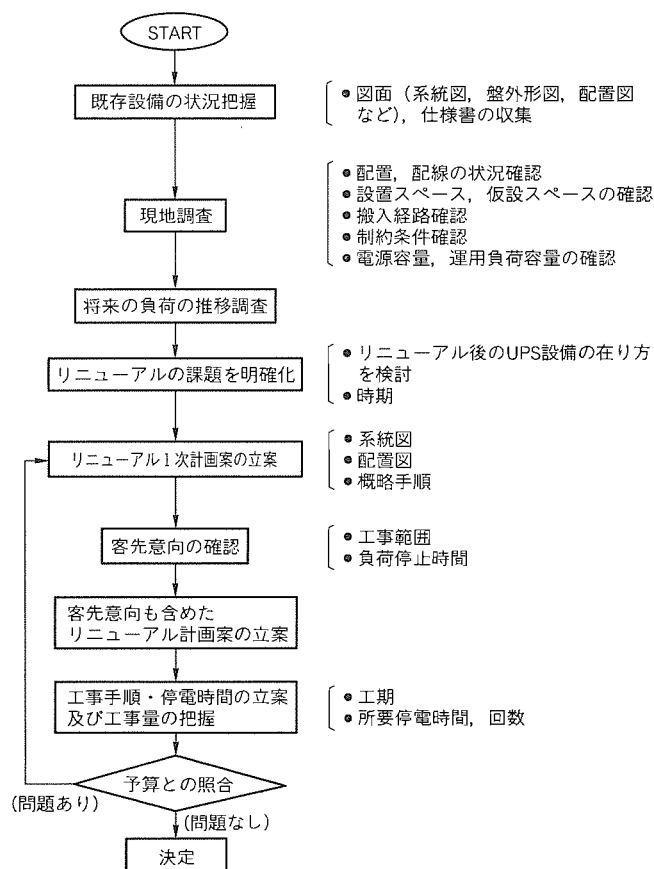 START
既存設備の状況把握
● 図面（系統図，盤外形図，配置図
など），仕様書の収集
現地調査
● 配置，配線の状況確認
● 設置スペース，仮設スペースの確認
● 搬入経路確認
● 制約条件確認
● 電源容量，運用負荷容量の確認
将来の負荷の推移調査
リニューアルの課題を明確化
● リニューアル後のUPS設備の在り方
を検討
● 時期
リニューアル1次計画案の立案
● 系統図
● 配置図
● 概略手順
客先意向の確認
● 工事範囲
● 負荷停止時間
客先意向も含めた
リニューアル計画案の立案
工事手順・停電時間の立案
及び工事量の把握
● 工期
● 所要停電時間，回数
予算との照合
(問題あり)
(問題なし)
決定